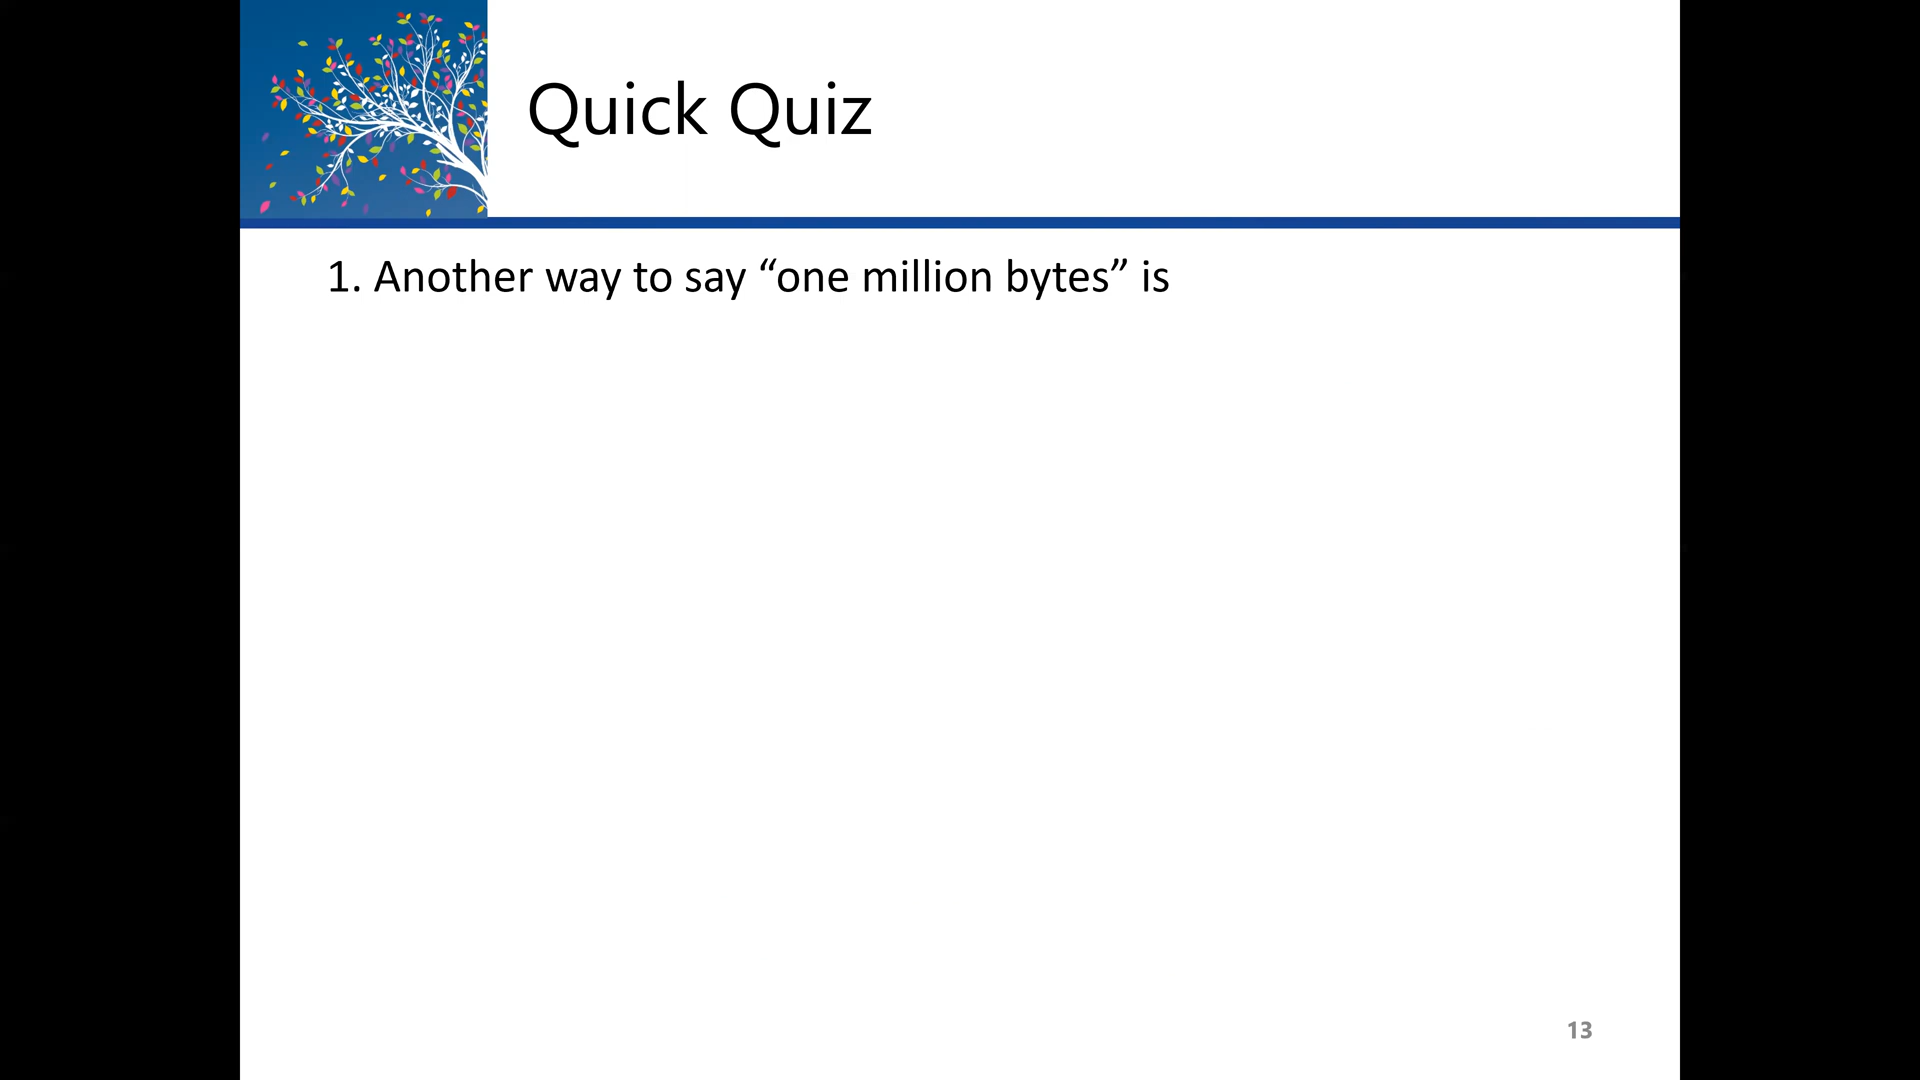 Quick Quiz
1. Another way to say “one million bytes” is
13